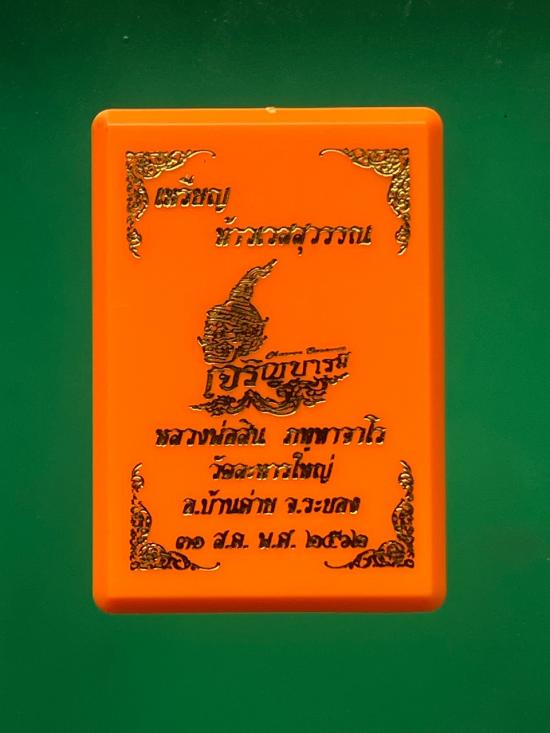 เหรียญ
ท้าวเวสสุวรรณ
เจริญบารมี
หลวงพ่อสิน ภทฺทาจาโร
วัดละหารใหญ่
อ.บ้านค่าย จ.ระยอง
๓๑ ส.ค. พ.ศ. ๒๕๖๒